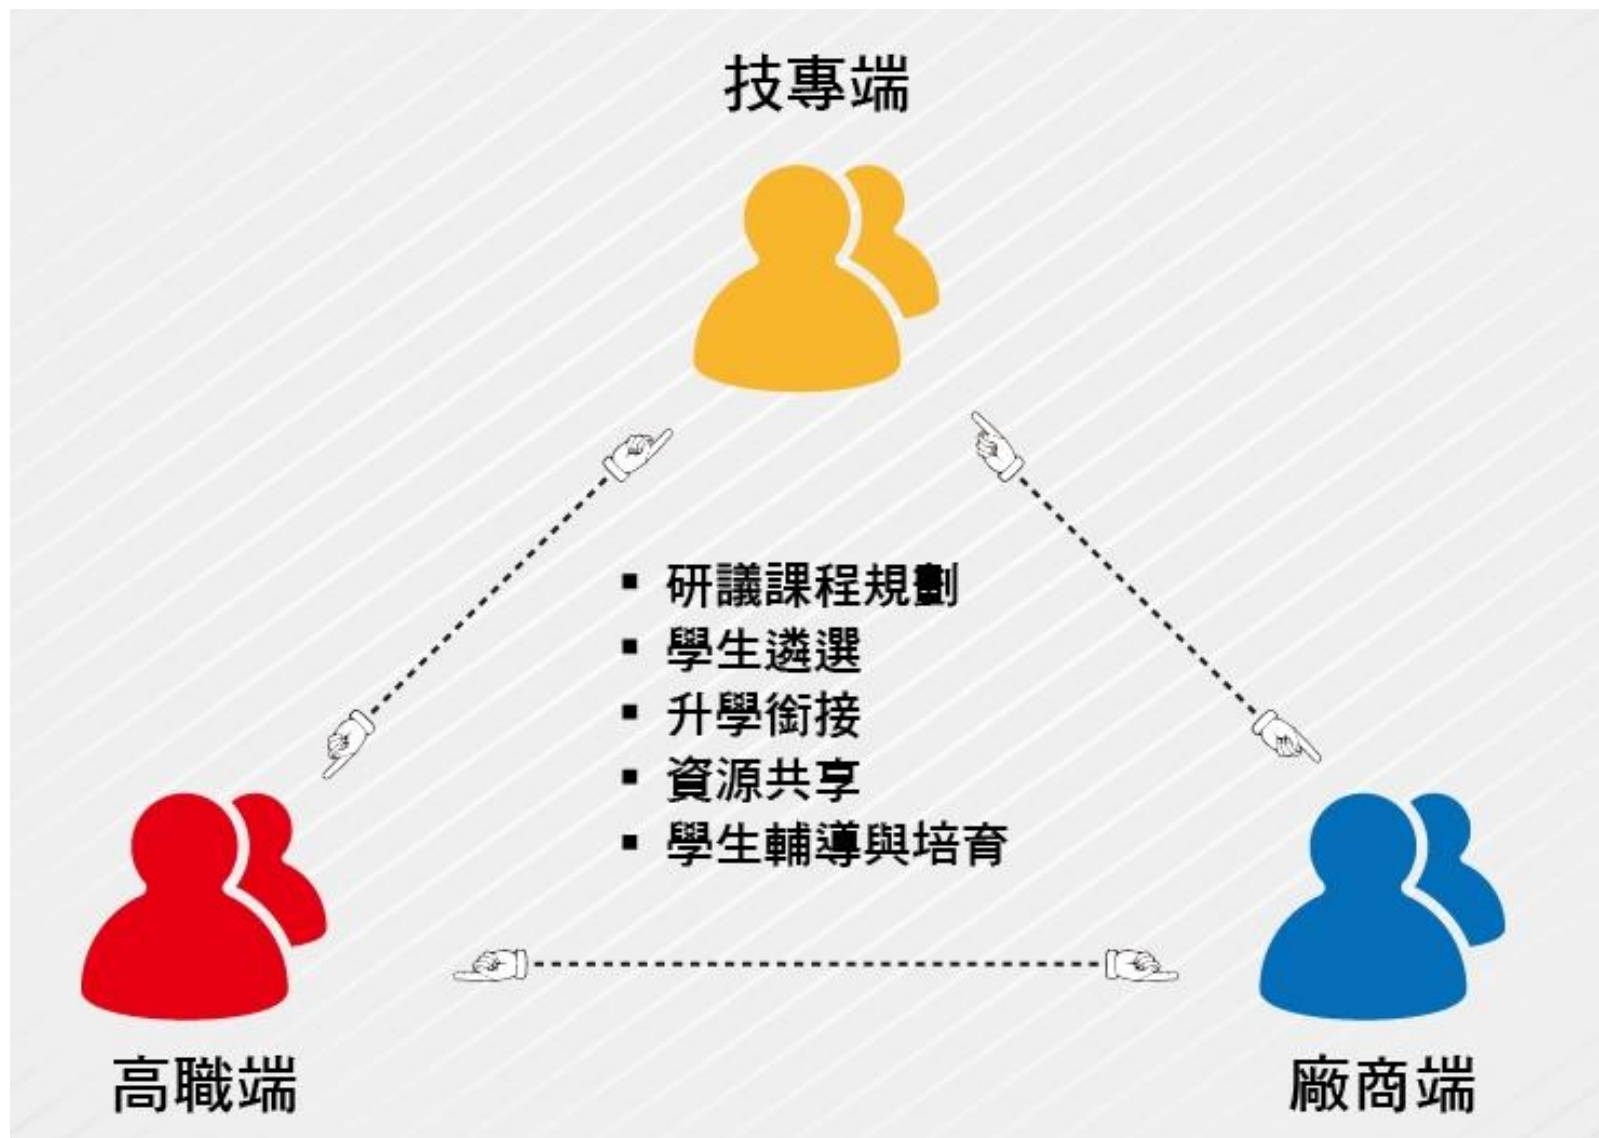 技專端
▪ 研議課程規劃
▪ 學生遴選
▪ 升學銜接
▪ 資源共享
▪ 學生輔導與培育
高職端
廠商端